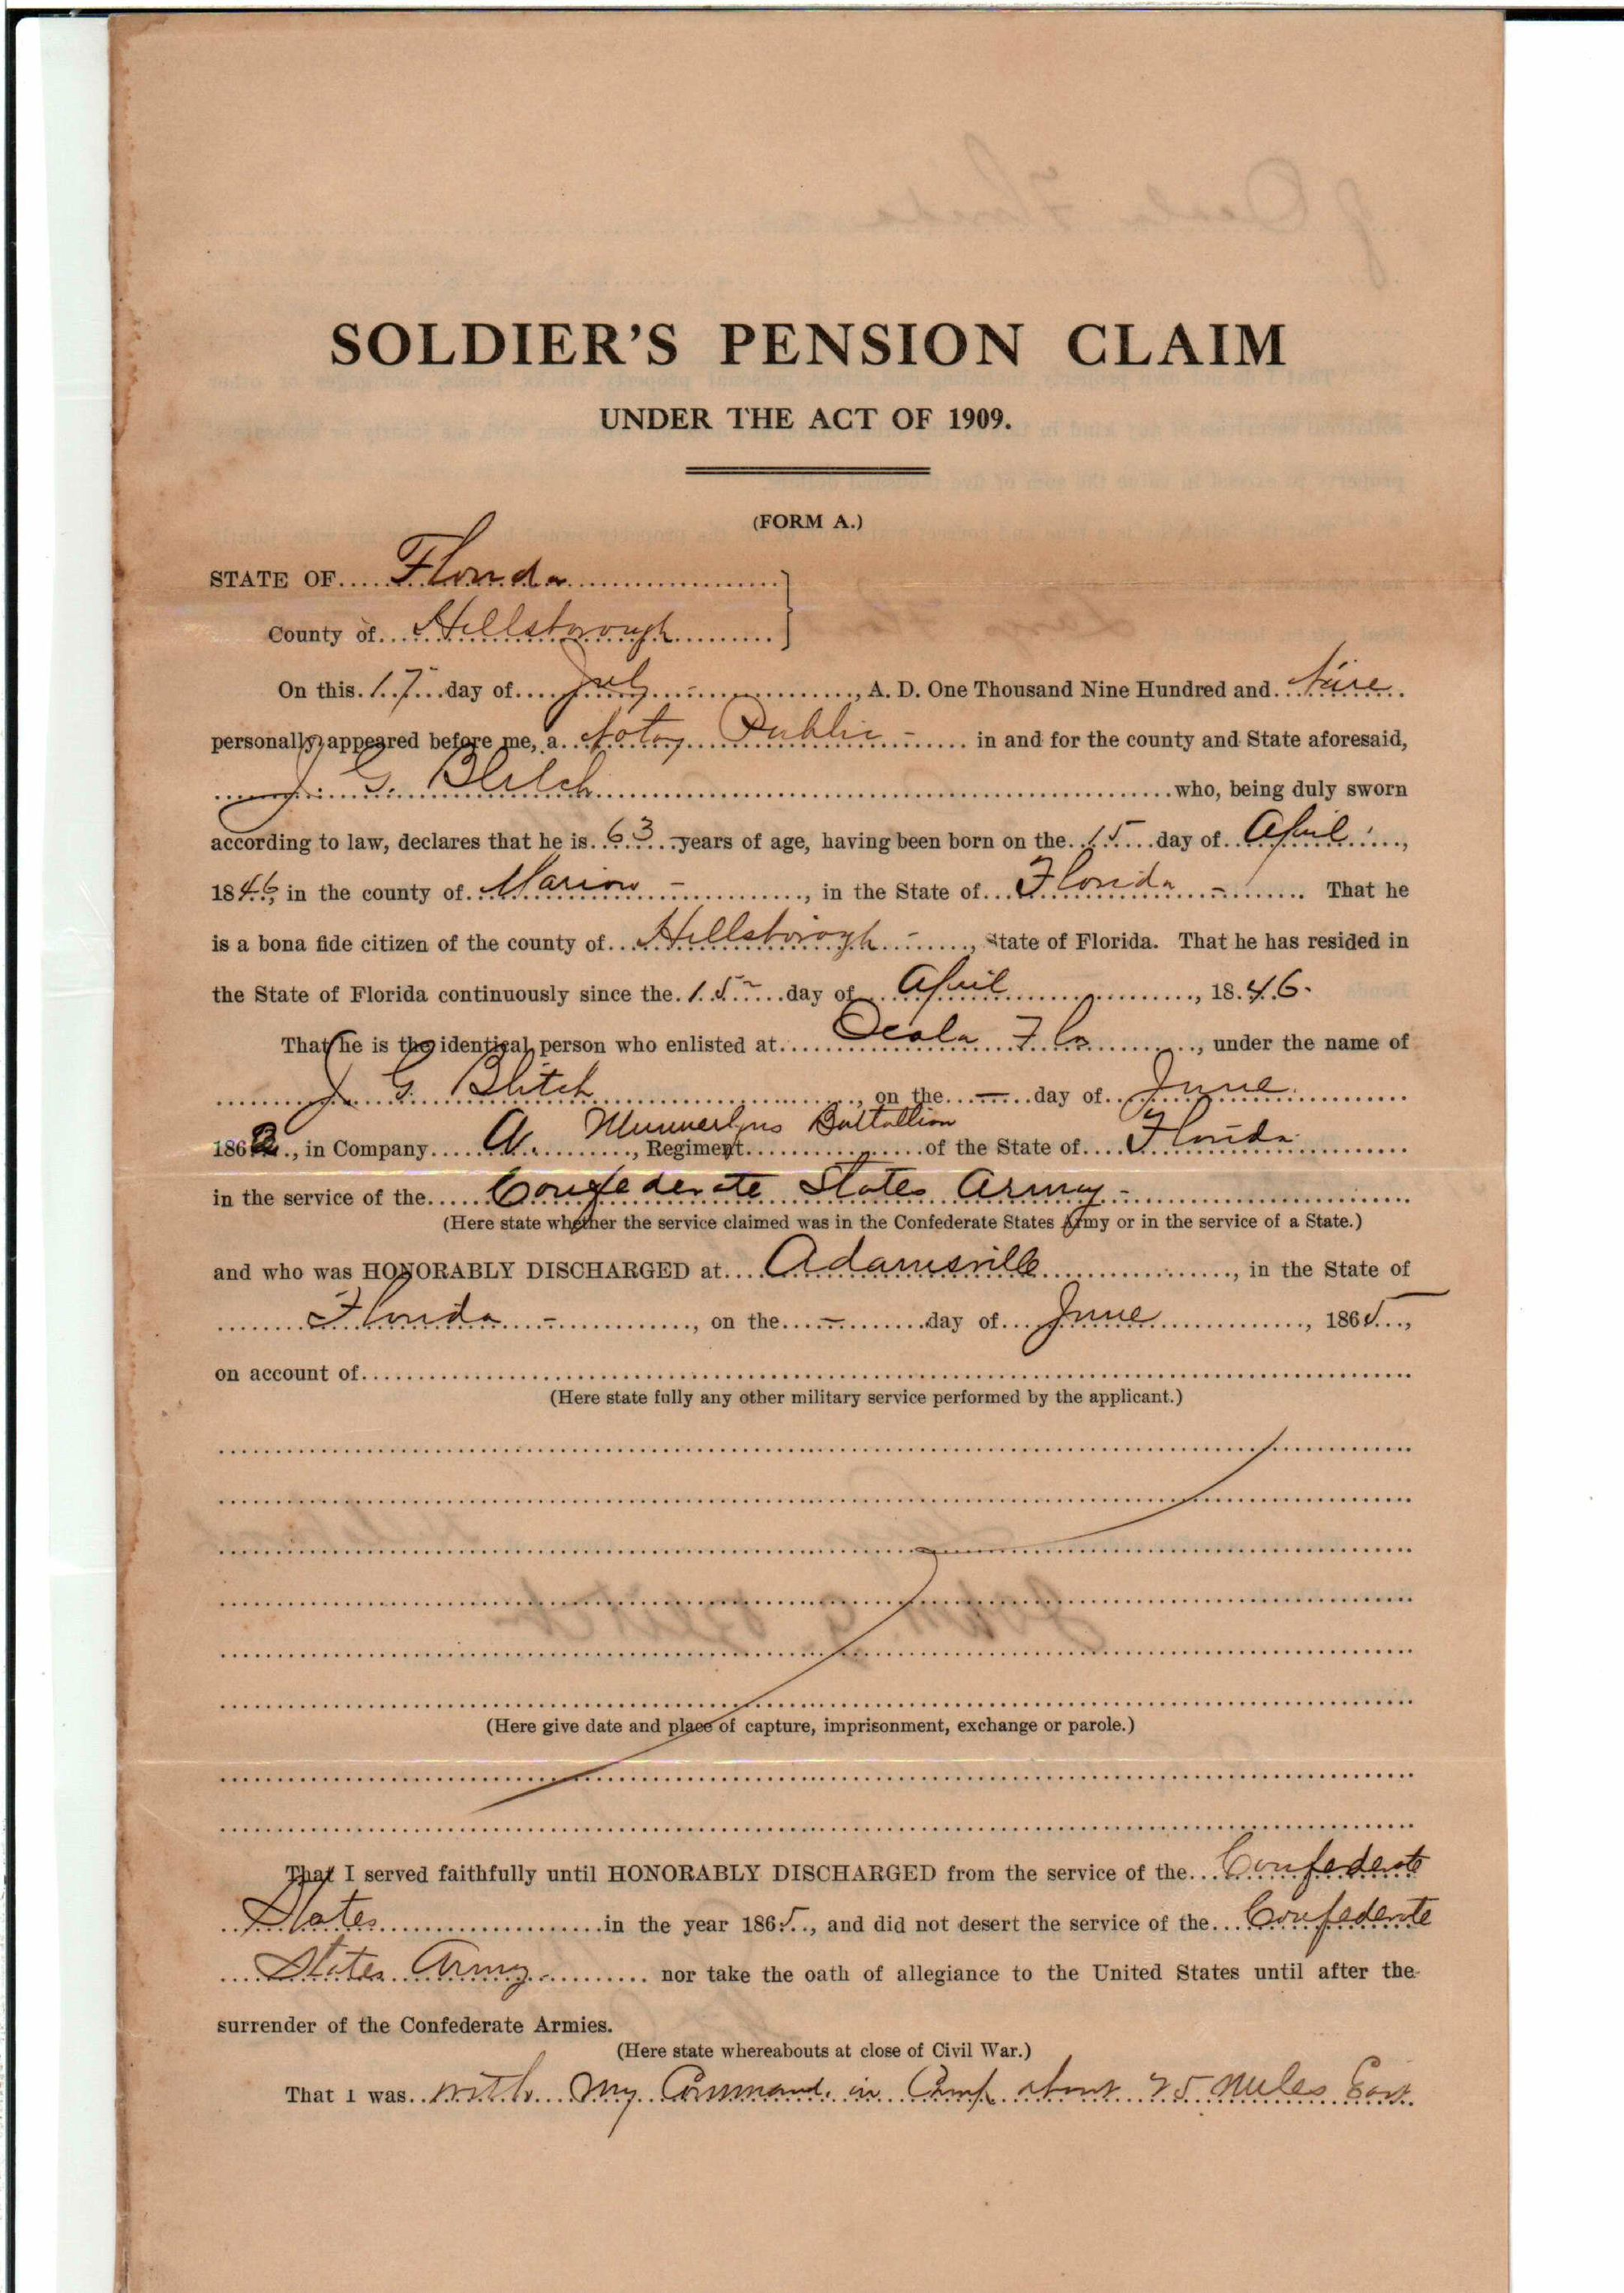 SOLDIER'S PENSION CLAIM
UNDER THE ACT OF 1909.
(FORM A.)
STATE OF Florida
County of Hillsborough
On this 17 day of July, A. D. One Thousand Nine Hundred and Nine
personally appeared before me, a Notary Public - in and for the county and State aforesaid,
J. G. Blitch who, being duly sworn
according to law, declares that he is 63 years of age, having been born on the 15 day of April,
1846, in the county of Marion -, in the State of Florida -. That he
is a bona fide citizen of the county of Hillsborough -, State of Florida. That he has resided in
the State of Florida continuously since the 15 day of April, 1846.
That he is the identical person who enlisted at Ocala Fla, under the name of
J G. Blitch, on the - day of June
1862, in Company A, Munnerlyns Battallion Regiment of the State of Florida
in the service of the Confederate States Army -
(Here state whether the service claimed was in the Confederate States Army or in the service of a State.)
and who was HONORABLY DISCHARGED at Adamsville, in the State of
Florida -, on the - day of June, 1865,
on account of
(Here state fully any other military service performed by the applicant.)
(Here give date and place of capture, imprisonment, exchange or parole.)
That I served faithfully until HONORABLY DISCHARGED from the service of the Confederate
States in the year 1865, and did not desert the service of the Confederate
States Army nor take the oath of allegiance to the United States until after the
surrender of the Confederate Armies.
(Here state whereabouts at close of Civil War.)
That I was with My Command in Camp about 25 Miles East